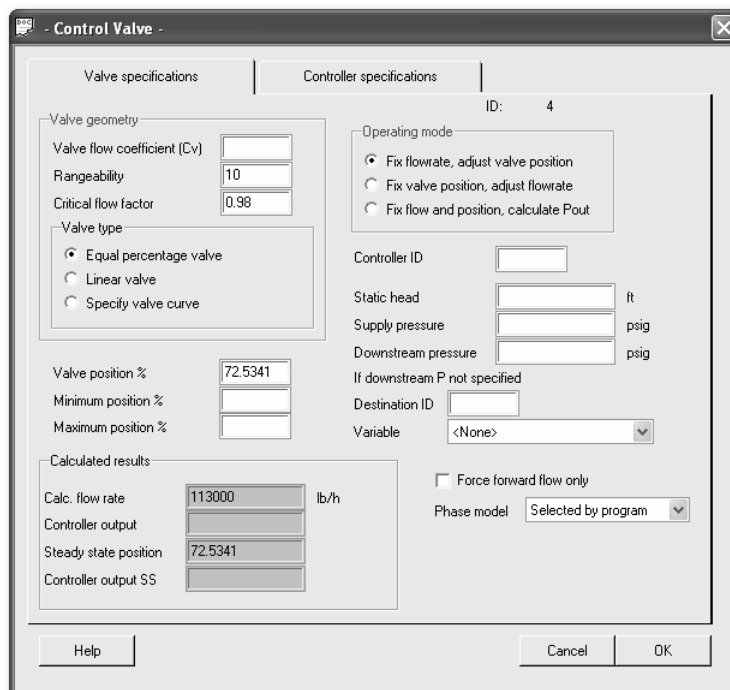 DOC
- Control Valve -
Valve specifications
Controller specifications
ID: 4
Valve geometry
Valve flow coefficient (Cv)
Rangeability 10
Critical flow factor 0.98
Valve type
Equal percentage valve
Linear valve
Specify valve curve
Operating mode
Fix flowrate, adjust valve position
Fix valve position, adjust flowrate
Fix flow and position, calculate Pout
Controller ID
Static head ft
Supply pressure psig
Downstream pressure psig
If downstream P not specified
Destination ID
Variable <None>
Valve position % 72.5341
Minimum position %
Maximum position %
Calculated results
Calc. flow rate 113000 lb/h
Controller output
Steady state position 72.5341
Controller output SS
Force forward flow only
Phase model Selected by program
Help
Cancel
OK